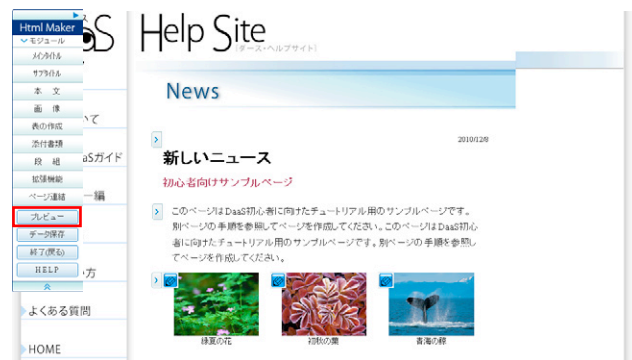 Html Maker
モジュール
メインタイトル
サブタイトル
本 文
画 像
表の作成
添付書類
段 組
拡張機能
ページ連結
プレビュー
データ保存
終了(戻る)
HELP
S
いて
aSガイド
ー編
方
よくある質問
HOME
Help Site
(ダース・ヘルプサイト)
News
2010/12/8
新しいニュース
初心者向けサンプルページ
このページはDaaS初心者に向けたチュートリアル用のサンプルページです。
別ページの手順を参照してページを作成してください。このページはDaaS初心
者に向けたチュートリアル用のサンプルページです。別ページの手順を参照し
てページを作成してください。
緑夏の花
初秋の葉
青海の鯨